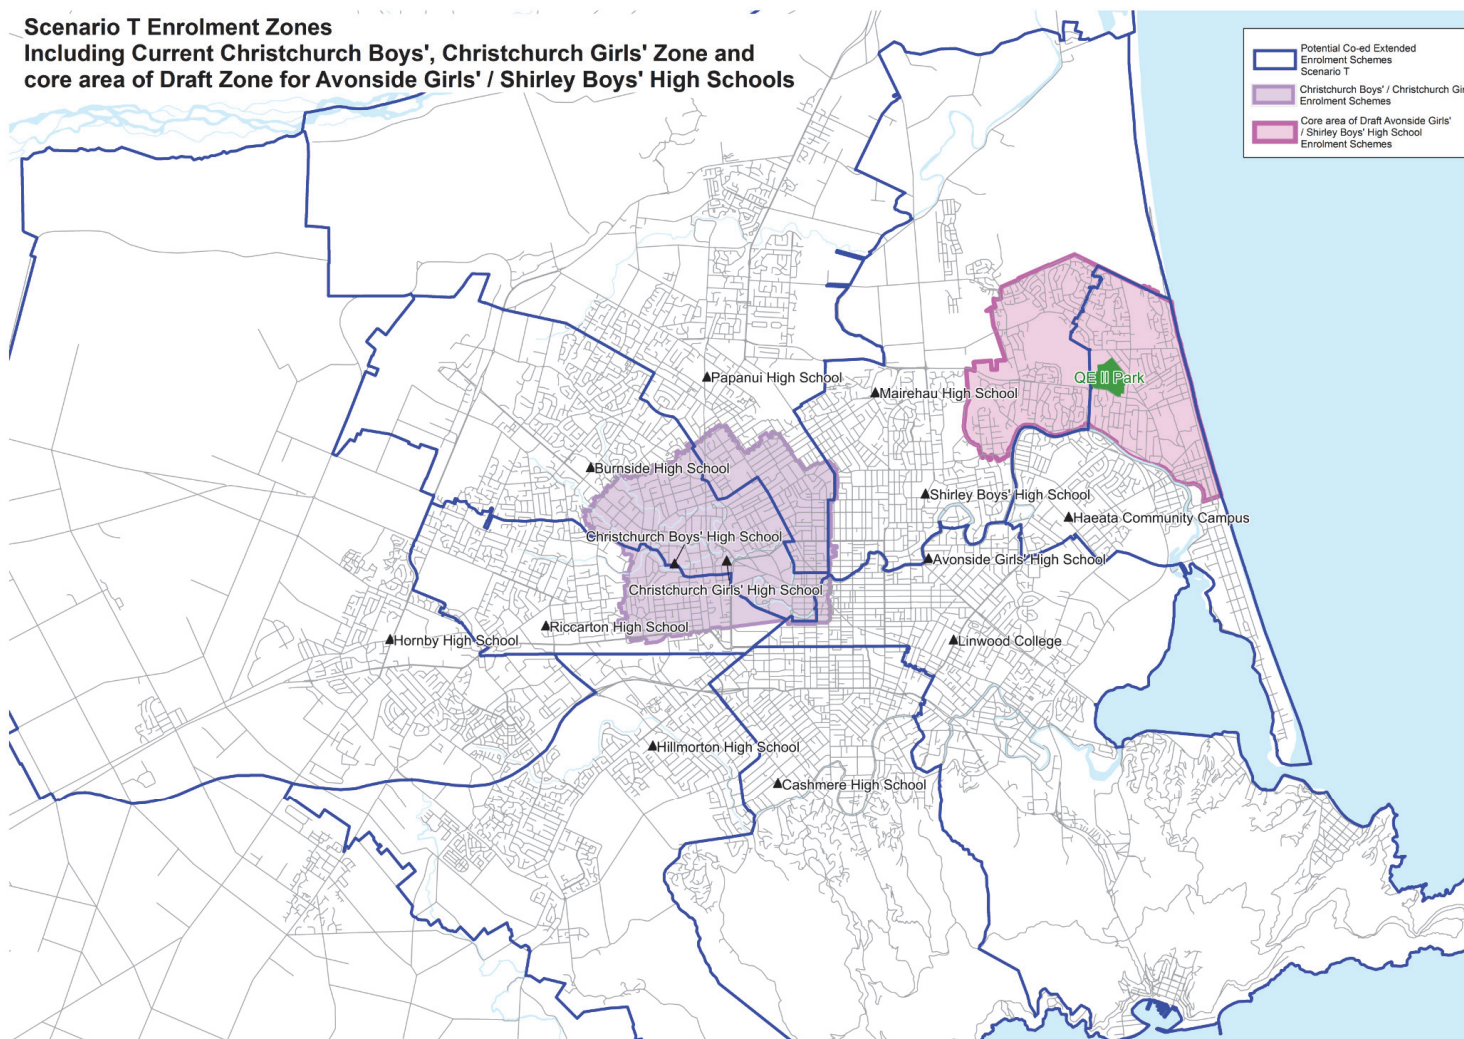 Scenario T Enrolment Zones
Including Current Christchurch Boys', Christchurch Girls' Zone and
core area of Draft Zone for Avonside Girls' / Shirley Boys' High Schools
Potential Co-ed Extended
Enrolment Schemes
Scenario T
Christchurch Boys' / Christchurch Gir
Enrolment Schemes
Core area of Draft Avonside Girls'
/ Shirley Boys' High School
Enrolment Schemes
Papanui High School
QE II Park
Mairehau High School
Burnside High School
Shirley Boys' High School
Haeata Community Campus
Christchurch Boys' High School
Avonside Girls' High School
Christchurch Girls' High School
Riccarton High School
Hornby High School
Linwood College
Hillmorton High School
Cashmere High School